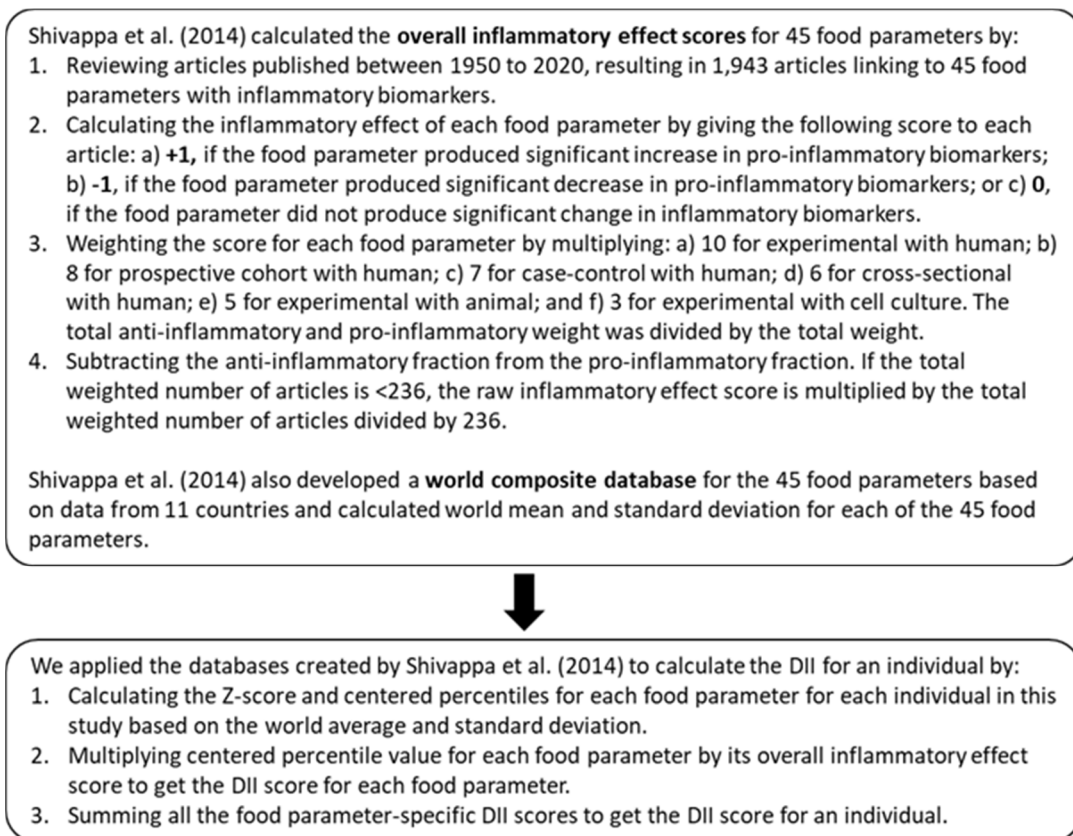 Shivappa et al. (2014) calculated the overall inflammatory effect scores for 45 food parameters by:
1. Reviewing articles published between 1950 to 2020, resulting in 1,943 articles linking to 45 food
parameters with inflammatory biomarkers.
2. Calculating the inflammatory effect of each food parameter by giving the following score to each
article: a) +1, if the food parameter produced significant increase in pro-inflammatory biomarkers;
b) -1, if the food parameter produced significant decrease in pro-inflammatory biomarkers; or c) 0,
if the food parameter did not produce significant change in inflammatory biomarkers.
3. Weighting the score for each food parameter by multiplying: a) 10 for experimental with human; b)
8 for prospective cohort with human; c) 7 for case-control with human; d) 6 for cross-sectional
with human; e) 5 for experimental with animal; and f) 3 for experimental with cell culture. The
total anti-inflammatory and pro-inflammatory weight was divided by the total weight.
4. Subtracting the anti-inflammatory fraction from the pro-inflammatory fraction. If the total
weighted number of articles is <236, the raw inflammatory effect score is multiplied by the total
weighted number of articles divided by 236.
Shivappa et al. (2014) also developed a world composite database for the 45 food parameters based
on data from 11 countries and calculated world mean and standard deviation for each of the 45 food
parameters.
We applied the databases created by Shivappa et al. (2014) to calculate the DII for an individual by:
1. Calculating the Z-score and centered percentiles for each food parameter for each individual in this
study based on the world average and standard deviation.
2. Multiplying centered percentile value for each food parameter by its overall inflammatory effect
score to get the DII score for each food parameter.
3. Summing all the food parameter-specific DII scores to get the DII score for an individual.